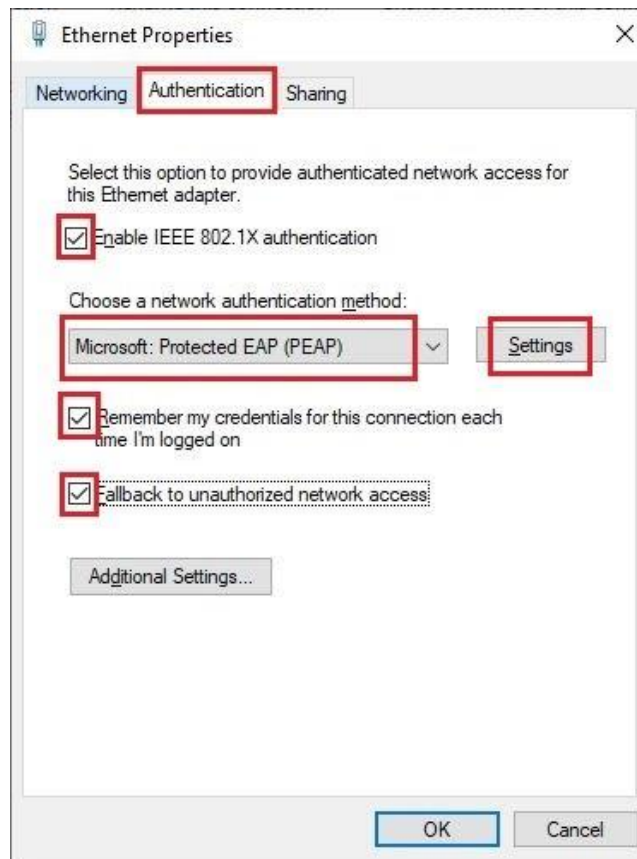 Ethernet Properties
Networking Authentication Sharing
Select this option to provide authenticated network access for
this Ethernet adapter.
Enable IEEE 802.1X authentication
Choose a network authentication method:
Microsoft: Protected EAP (PEAP) Settings
Remember my credentials for this connection each
time I'm logged on
Fallback to unauthorized network access
Additional Settings...
OK Cancel